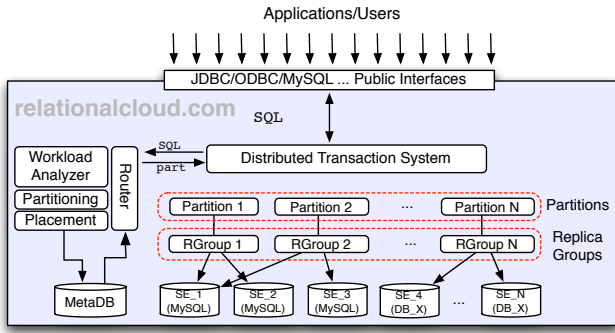 Applications/Users
JDBC/ODBC/MySQL ... Public Interfaces
relationalcloud.com
SQL
SQL
part
Distributed Transaction System
Workload
Analyzer
Partitioning
Placement
Router
Partition 1
Partition 2
...
Partition N
Partitions
RGroup 1
RGroup 2
...
RGroup N
Replica
Groups
MetaDB
SE_1
(MySQL)
SE_2
(MySQL)
SE_3
(MySQL)
SE_4
(DB_X)
...
SE_N
(DB_X)